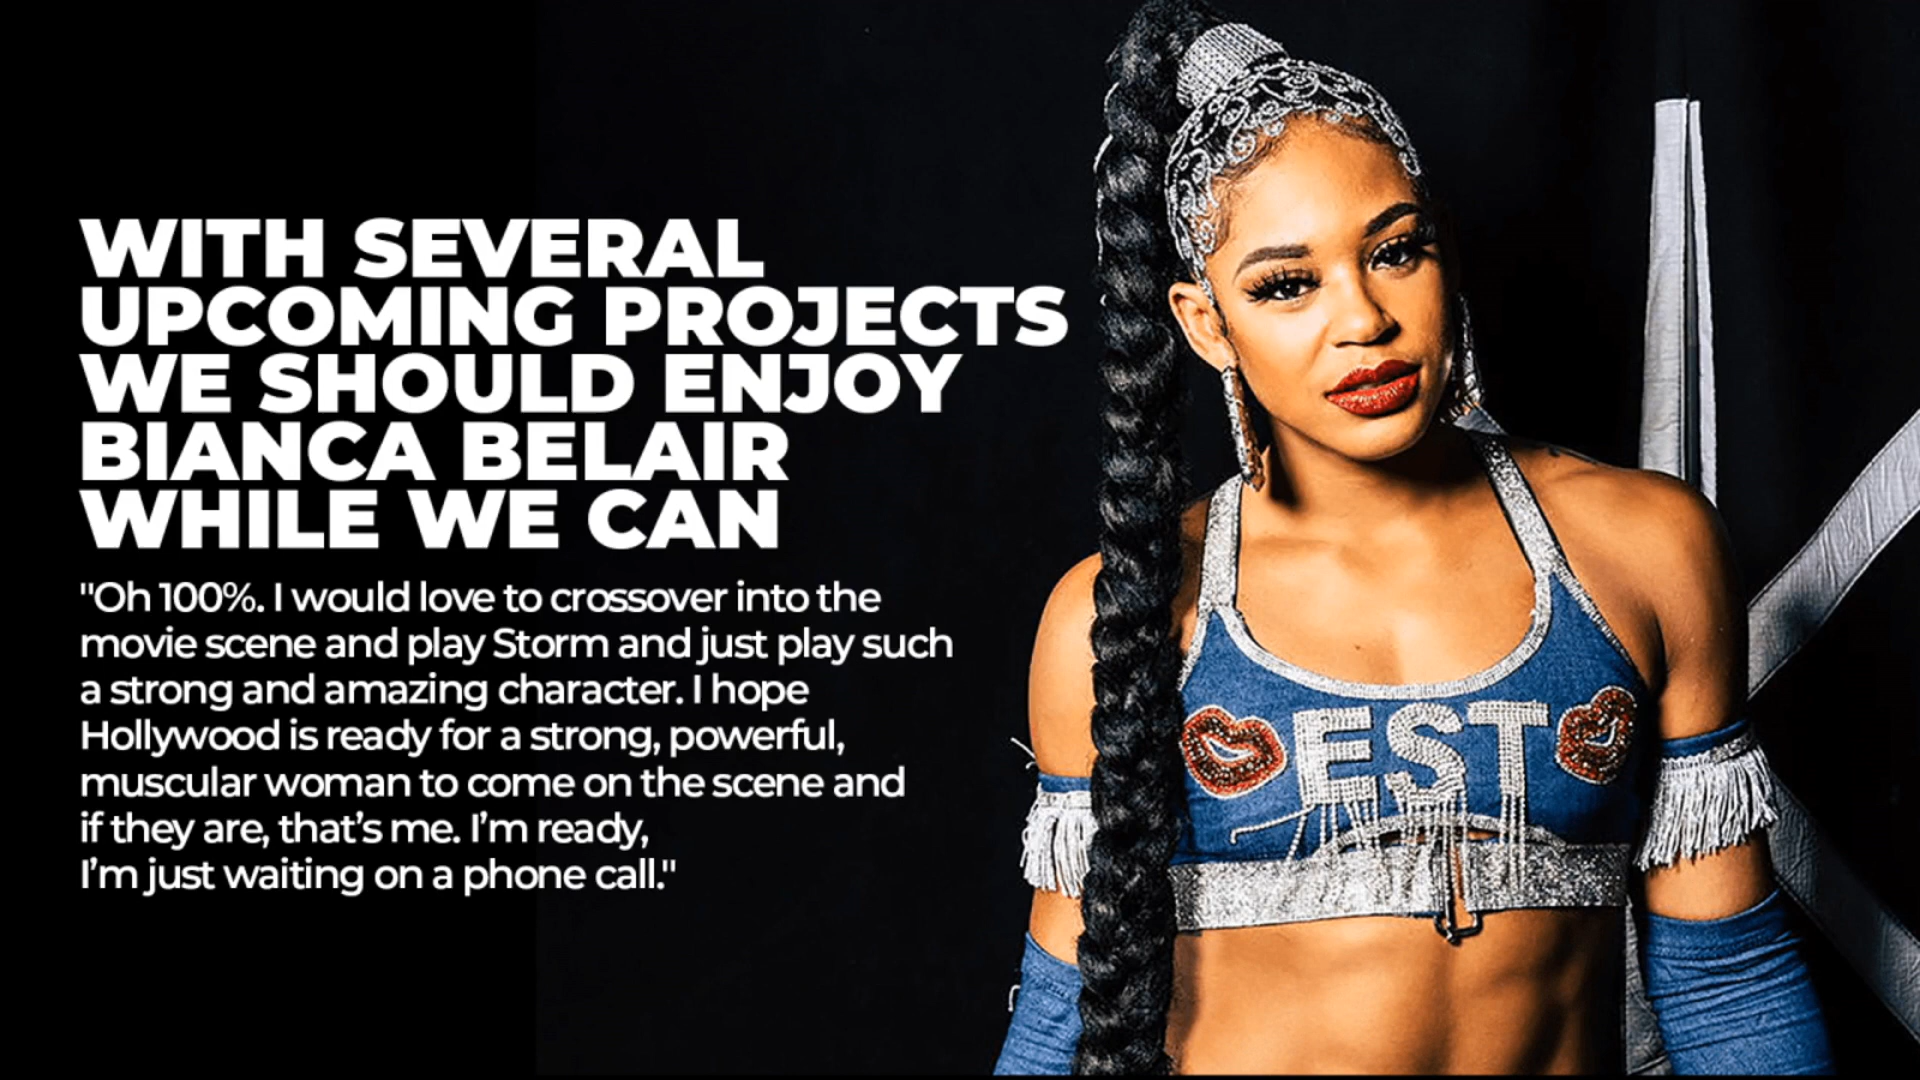 WITH SEVERAL
UPCOMING PROJECTS
WE SHOULD ENJOY
BIANCA BELAIR
WHILE WE CAN
"Oh 100%. I would love to crossover into the
movie scene and play Storm and just play such
a strong and amazing character. I hope
Hollywood is ready for a strong, powerful,
muscular woman to come on the scene and
if they are, that’s me. I’m ready,
I’m just waiting on a phone call."
EST